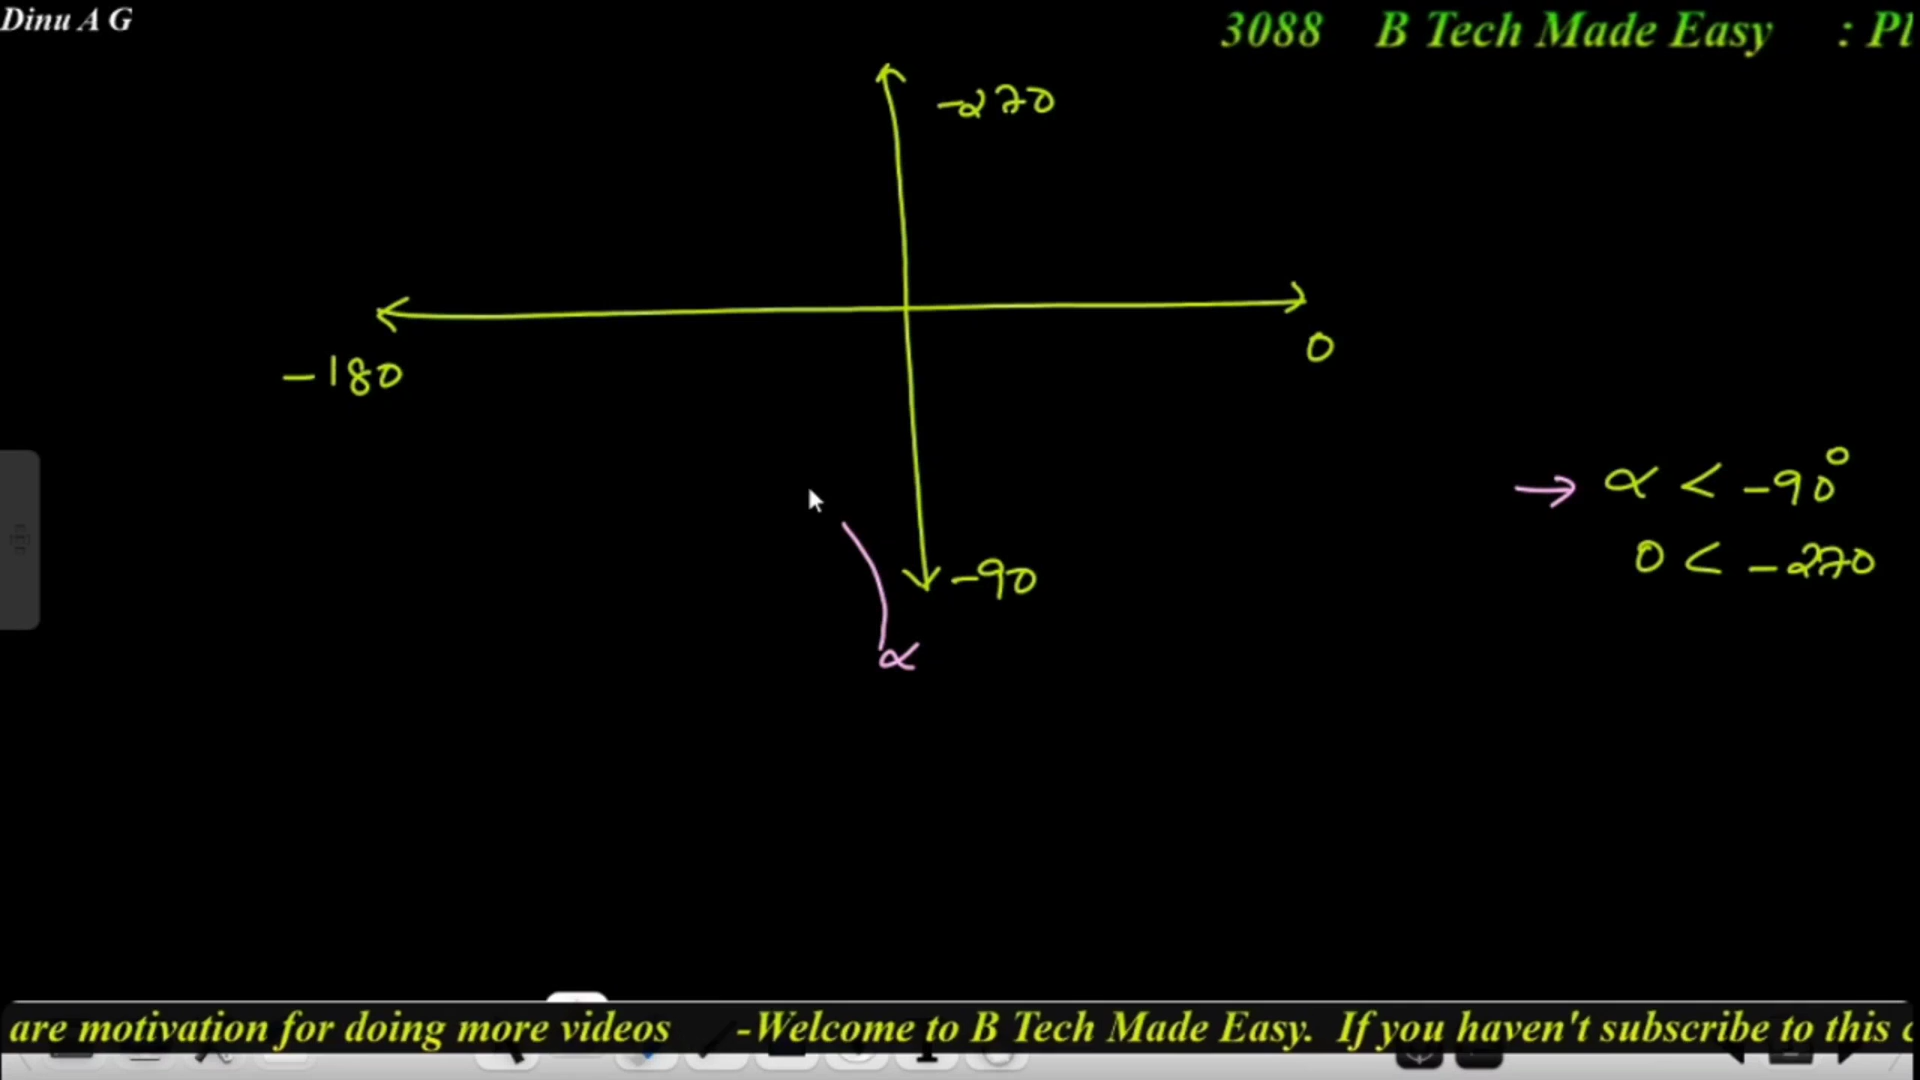 Dinu A G
3088 B Tech Made Easy : Pl
-270
-180
0
→ ∝ < -90°
0 < -270
-90
∝
are motivation for doing more videos -Welcome to B Tech Made Easy. If you haven't subscribe to this c